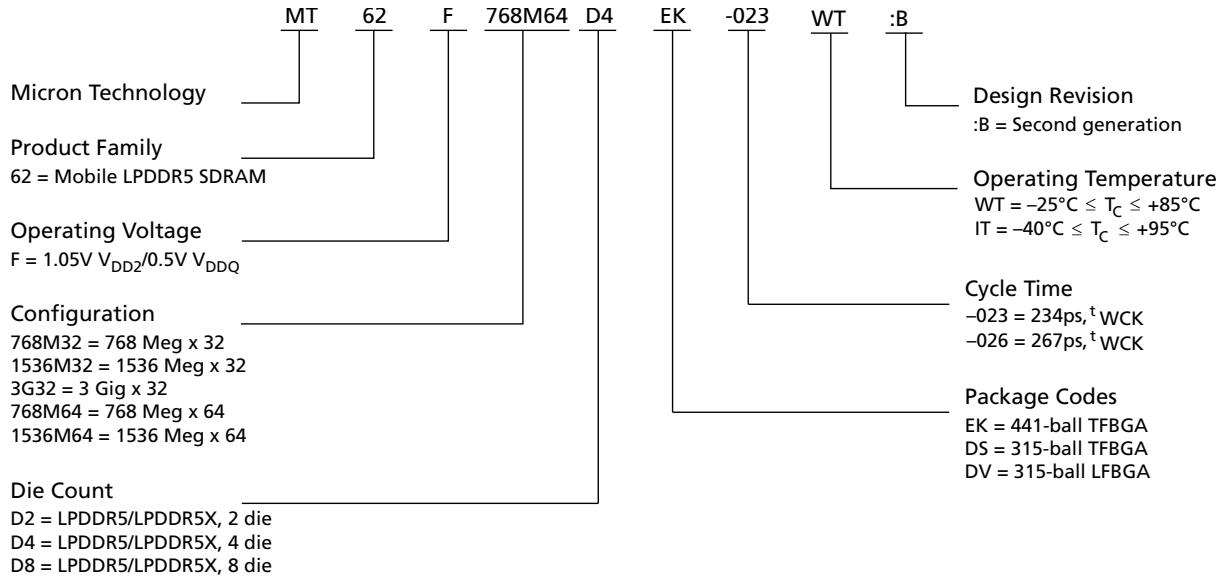 MT 62 F 768M64 D4 EK -023 WT :B
Micron Technology
Product Family
62 = Mobile LPDDR5 SDRAM
Operating Voltage
F = 1.05V VDD2/0.5V VDDQ
Configuration
768M32 = 768 Meg x 32
1536M32 = 1536 Meg x 32
3G32 = 3 Gig x 32
768M64 = 768 Meg x 64
1536M64 = 1536 Meg x 64
Die Count
D2 = LPDDR5/LPDDR5X, 2 die
D4 = LPDDR5/LPDDR5X, 4 die
D8 = LPDDR5/LPDDR5X, 8 die
Design Revision
:B = Second generation
Operating Temperature
WT = –25°C ≤ TC ≤ +85°C
IT = –40°C ≤ TC ≤ +95°C
Cycle Time
–023 = 234ps, tWCK
–026 = 267ps, tWCK
Package Codes
EK = 441-ball TFBGA
DS = 315-ball TFBGA
DV = 315-ball LFBGA